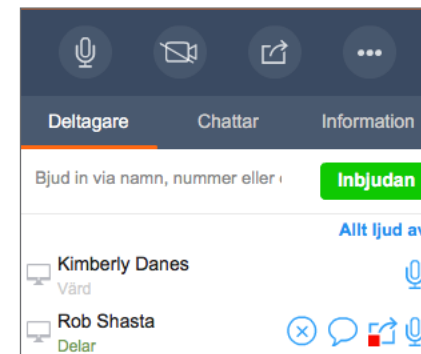 Deltagare Chattar Information
Bjud in via namn, nummer eller Inbjudan
Allt ljud av
Kimberly Danes
Värd
Rob Shasta
Delar